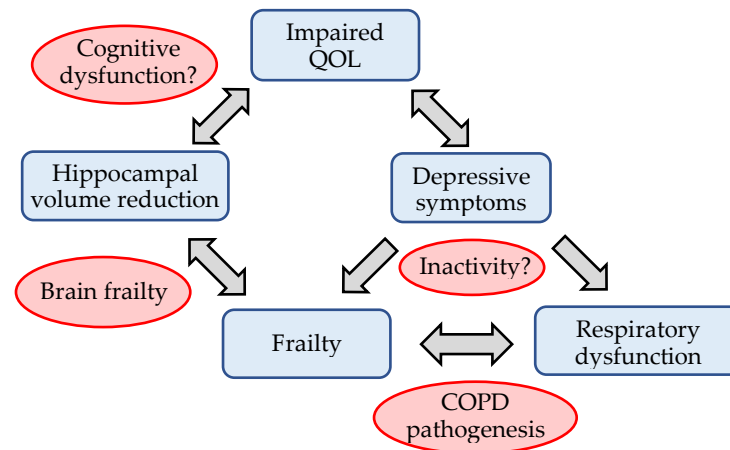 Cognitive
dysfunction?
Impaired
QOL
Hippocampal
volume reduction
Depressive
symptoms
Brain frailty
Inactivity?
Frailty
Respiratory
dysfunction
COPD
pathogenesis